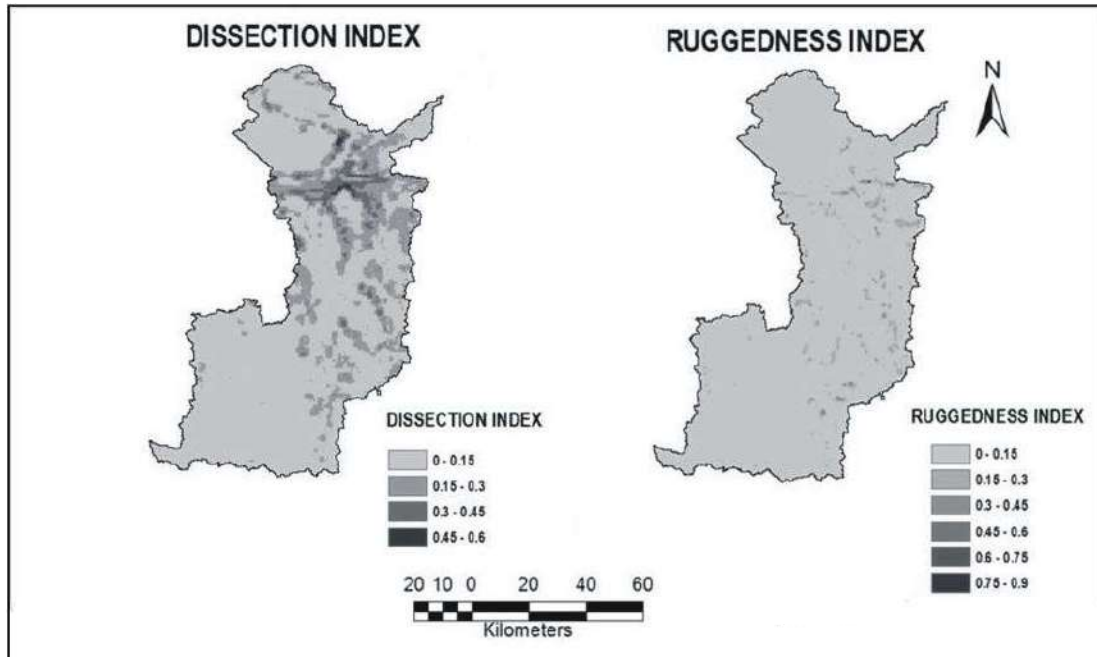 DISSECTION INDEX
RUGGEDNESS INDEX
N
DISSECTION INDEX
0 - 0.15
0.15 - 0.3
0.3 - 0.45
0.45 - 0.6
RUGGEDNESS INDEX
0 - 0.15
0.15 - 0.3
0.3 - 0.45
0.45 - 0.6
0.6 - 0.75
0.75 - 0.9
20 10 0 20 40 60
Kilometers